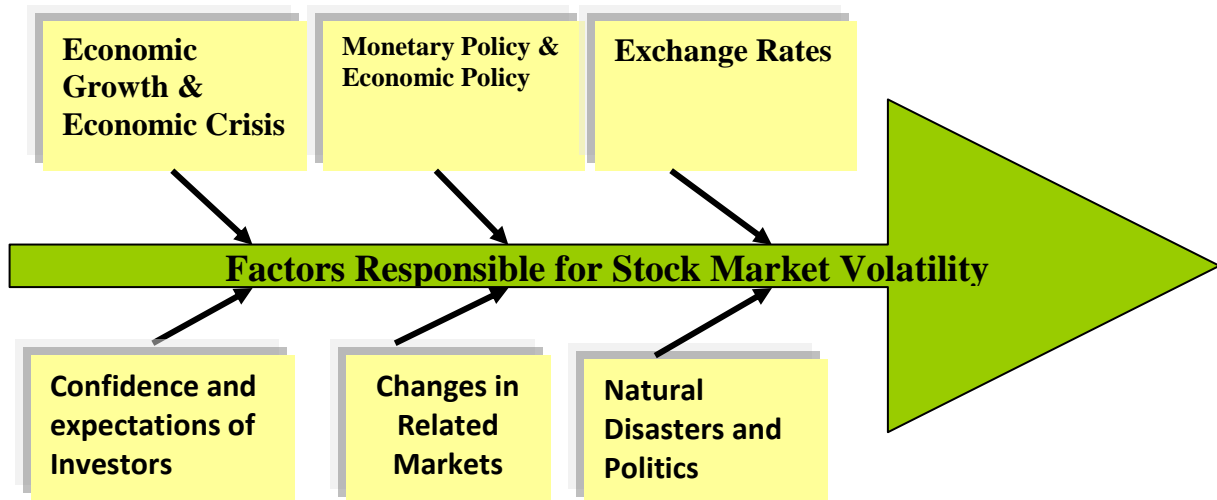 Economic
Growth &
Economic Crisis
Monetary Policy &
Economic Policy
Exchange Rates
Factors Responsible for Stock Market Volatility
Confidence and
expectations of
Investors
Changes in
Related
Markets
Natural
Disasters and
Politics